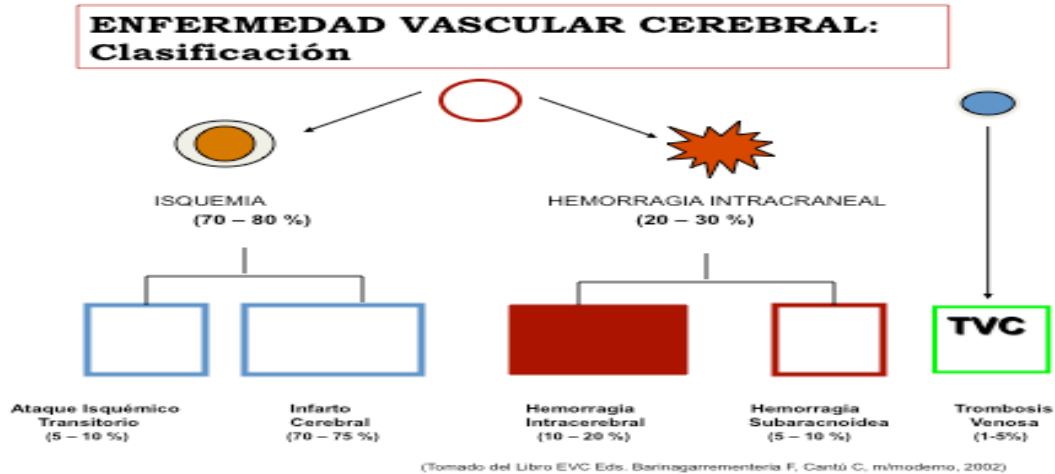 ENFERMEDAD VASCULAR CEREBRAL:
Clasificación
ISQUEMIA
(70 – 80 %)
HEMORRAGIA INTRACRANEAL
(20 – 30 %)
TVC
Ataque Isquémico
Transitorio
(5 – 10 %)
Infarto
Cerebral
(70 – 75 %)
Hemorragia
Intracerebral
(10 – 20 %)
Hemorragia
Subaracnoidea
(5 – 10 %)
Trombosis
Venosa
(1-5%)
(Tomado del Libro EVC Eds. Barinagarrementeria F, Cantú C, m/moderno, 2002)